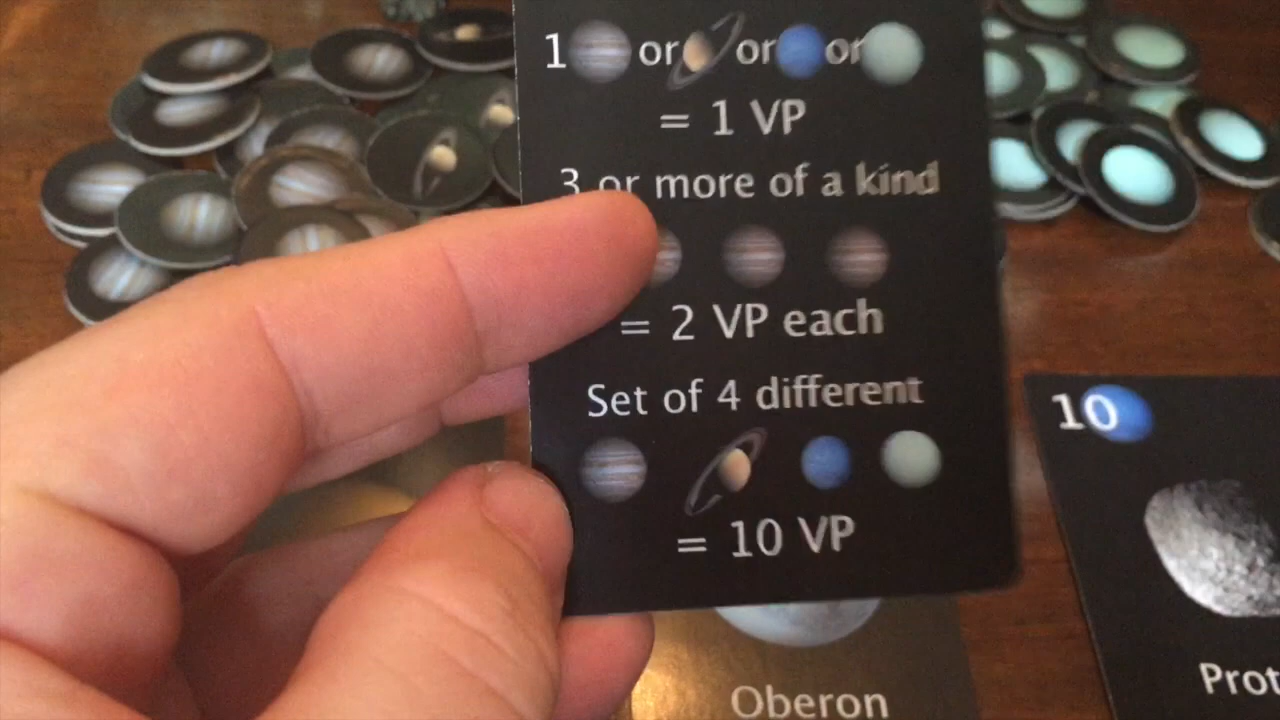 1 or or or
= 1 VP
3 or more of a kind
= 2 VP each
Set of 4 different
= 10 VP
10
Oberon